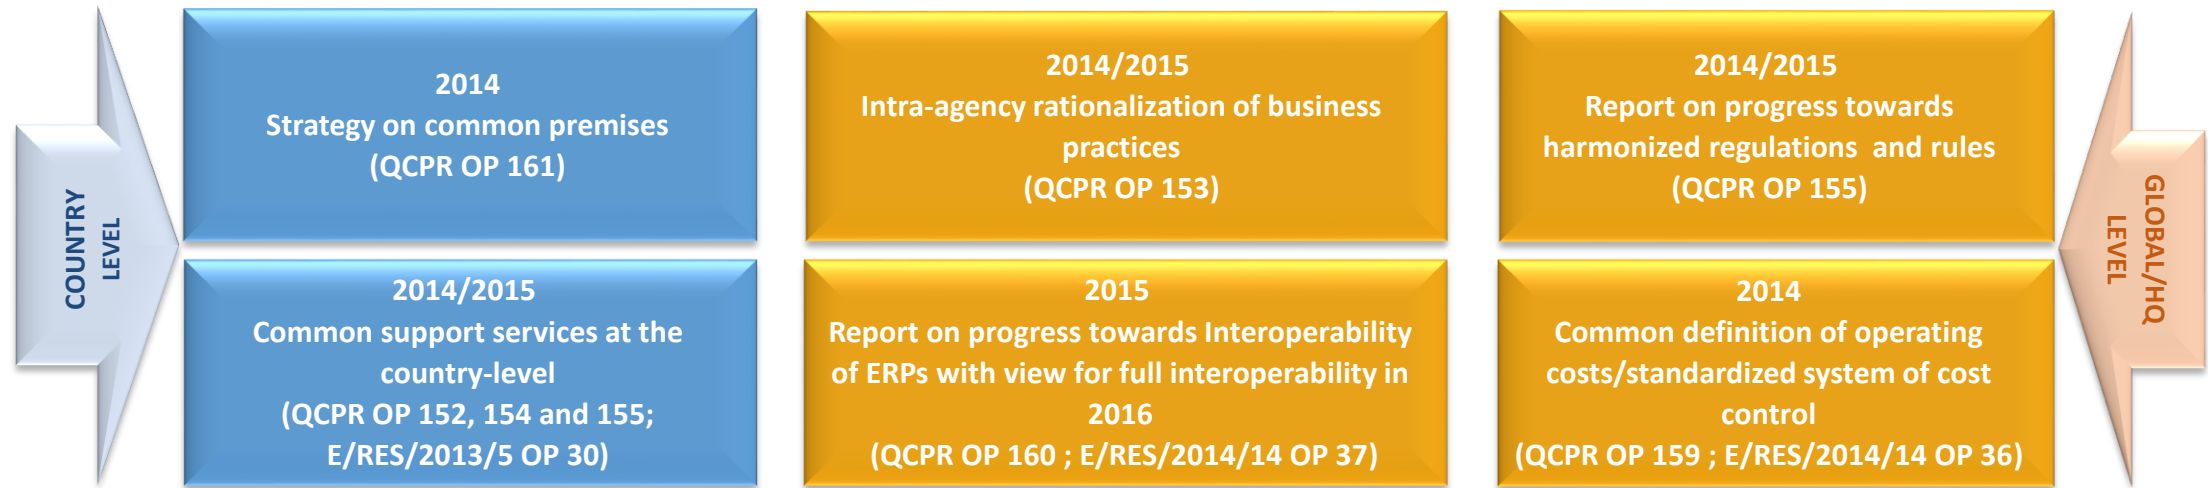 COUNTRY
LEVEL
2014
Strategy on common premises
(QCPR OP 161)
2014/2015
Intra-agency rationalization of business
practices
(QCPR OP 153)
2014/2015
Report on progress towards
harmonized regulations and rules
(QCPR OP 155)
GLOBAL/HQ
LEVEL
2014/2015
Common support services at the
country-level
(QCPR OP 152, 154 and 155;
E/RES/2013/5 OP 30)
2015
Report on progress towards Interoperability
of ERPs with view for full interoperability in
2016
(QCPR OP 160 ; E/RES/2014/14 OP 37)
2014
Common definition of operating
costs/standardized system of cost
control
(QCPR OP 159 ; E/RES/2014/14 OP 36)